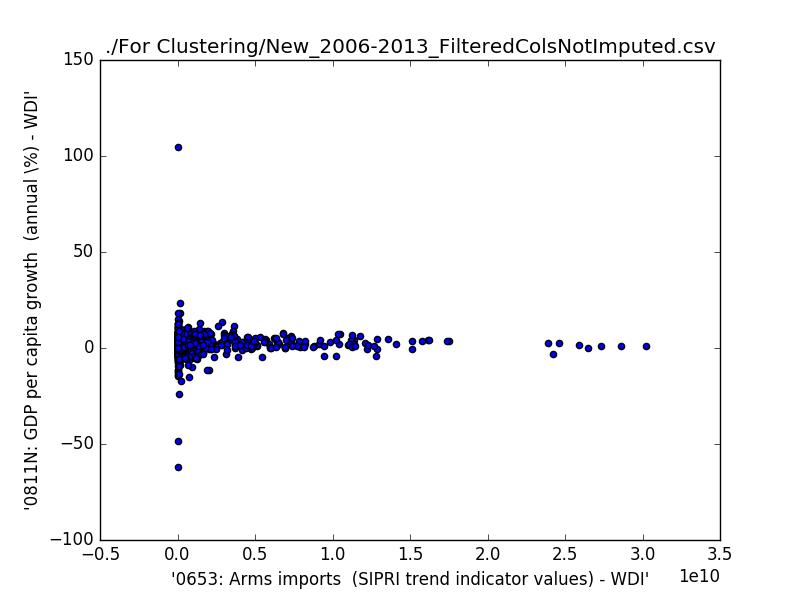 ./For Clustering/New_2006-2013_FilteredColsNotImputed.csv
'0811N: GDP per capita growth  (annual \%) - WDI'
150
100
50
0
−50
−100
−0.5 0.0 0.5 1.0 1.5 2.0 2.5 3.0 3.5
1e10
'0653: Arms imports  (SIPRI trend indicator values) - WDI'